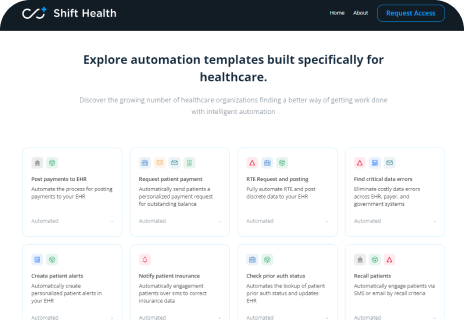 Shift Health
Home
About
Request Access
Explore automation templates built specifically for
healthcare.
Discover the growing number of healthcare organizations finding a better way of getting work done
with intelligent automation
Post payments to EHR
Automate the process for posting
payments to your EHR
Automated
Request patient payment
Automatically send patients a
personalized payment request
for outstanding balance
Automated
RTE Request and posting
Fully automate RTE and post
discrete data to your EHR
Automated
Find critical data errors
Eliminate costly data errors
across EHR, payer, and
government systems
Automated
Create patient alerts
Automatically create
personalized patient alerts in
your EHR
Automated
Notify patient insurance
Automatically engagement
patients over sms to correct
insurance data
Automated
Check prior auth status
Automates the lookup of patient
prior auth status and updates
EHR
Automated
Recall patients
Automatically engage patients via
SMS or email by recall criteria
Automated